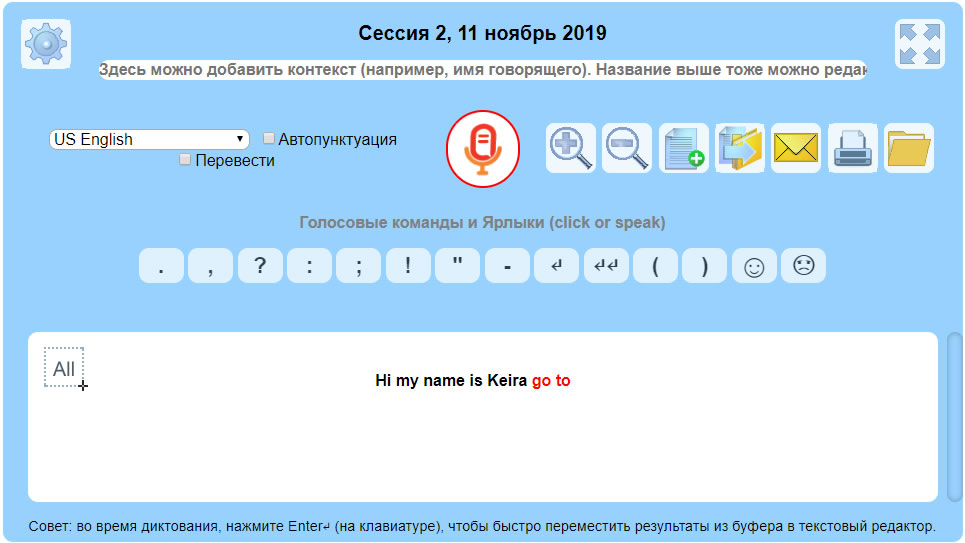 Сессия 2, 11 ноябрь 2019
Здесь можно добавить контекст (например, имя говорящего). Название выше тоже можно
US English
Автопунктуация
Перевести
Голосовые команды и Ярлыки (click or speak)
. , ? : ; ! " - ↵ ↵↵ ( ) ☺ ☹
All
Hi my name is Keira go to
Совет: во время диктования, нажмите Enter↵ (на клавиатуре), чтобы быстро переместить результаты из буфера в текстовый редактор.